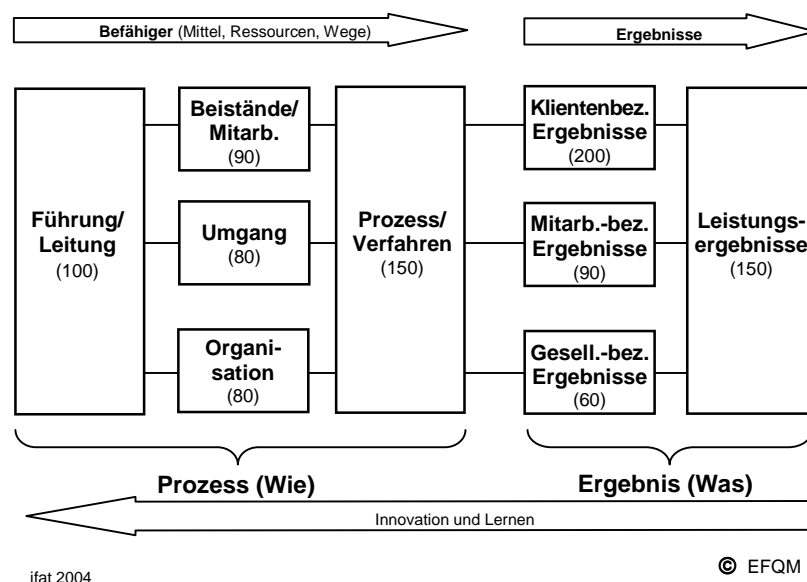 Befähiger (Mittel, Ressourcen, Wege)
Ergebnisse
Führung/
Leitung
(100)
Beistände/
Mitarb.
(90)
Umgang
(80)
Organi-
sation
(80)
Prozess/
Verfahren
(150)
Klientenbez.
Ergebnisse
(200)
Mitarb.-bez.
Ergebnisse
(90)
Gesell.-bez.
Ergebnisse
(60)
Leistungs-
ergebnisse
(150)
Prozess (Wie)
Ergebnis (Was)
Innovation und Lernen
ifat 2004
© EFQM